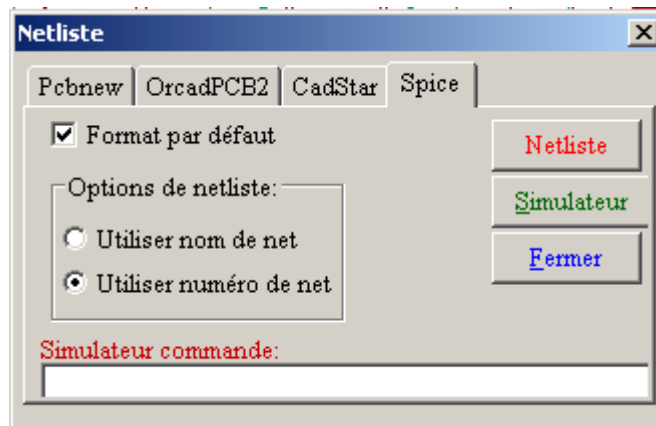 Netliste
Pcbnew OrcadPCB2 CadStar Spice
Format par défaut
Netliste
Options de netliste:
Simulateur
Utiliser nom de net
Fermer
Utiliser numéro de net
Simulateur commande: